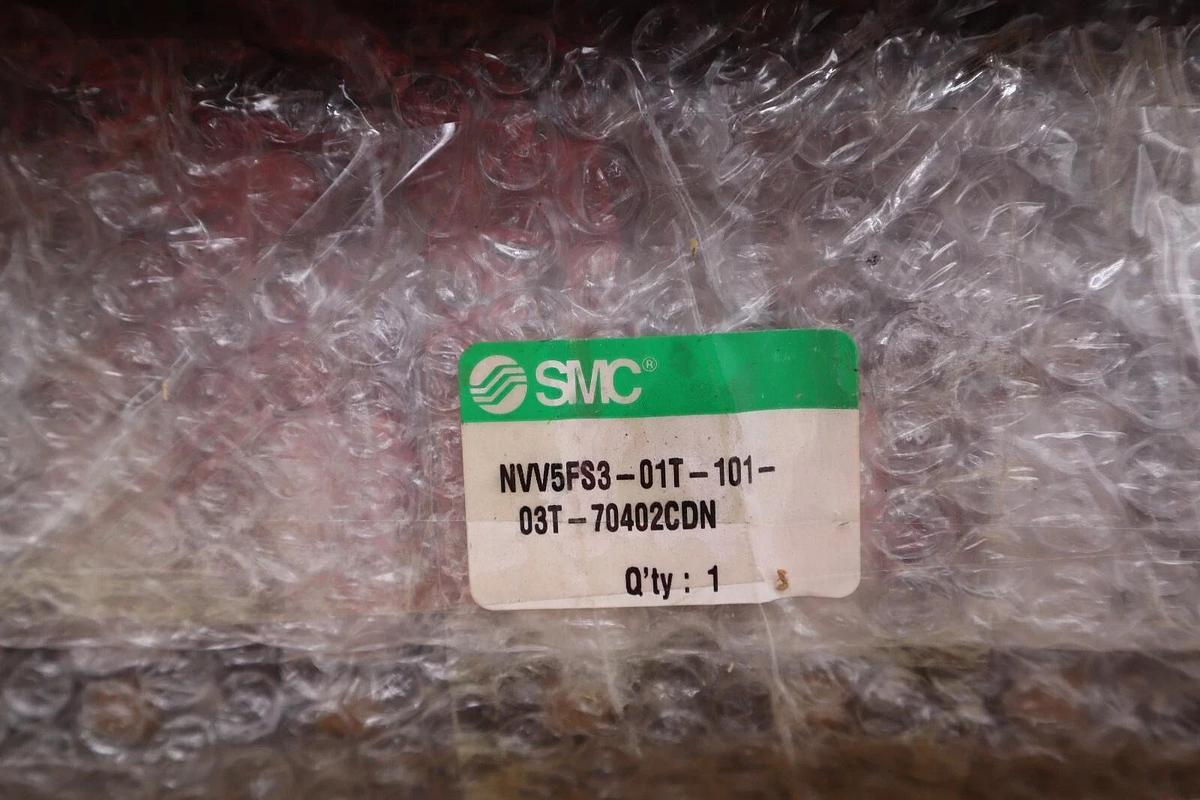 SMC®
NVV5FS3-01T-101-
03T-70402CDN
Q'ty : 1